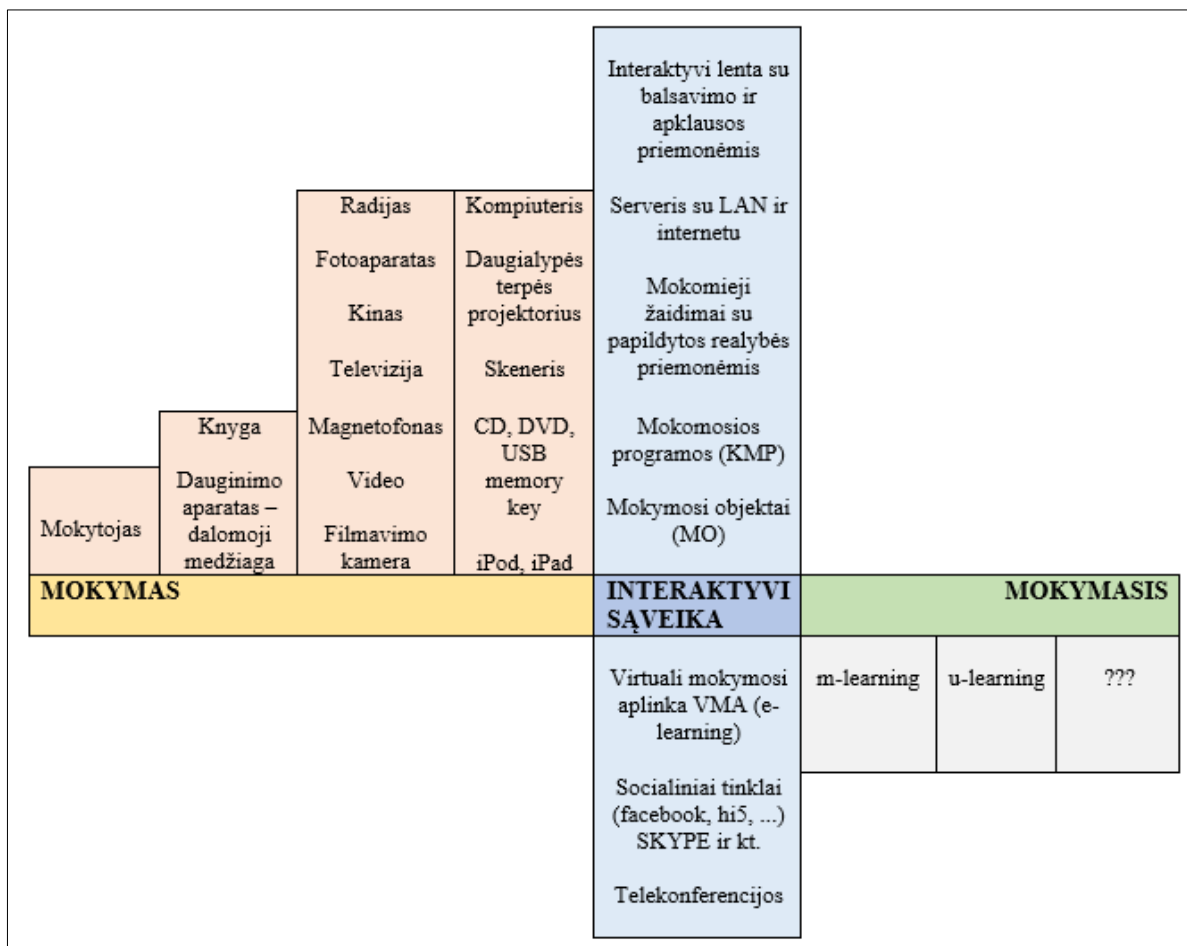 Mokytojas
Knyga
Dauginimo
aparatas –
dalomoji
medžiaga
Radijas
Fotoaparatas
Kinas
Televizija
Magnetofonas
Video
Filmavimo
kamera
Kompiuteris
Daugialypės
terpės
projektorius
Skeneris
CD, DVD,
USB
memory
key
iPod, iPad
Interaktyvi lenta su
balsavimo ir
apklausos
priemonėmis
Serveris su LAN ir
internetu
Mokomieji
žaidimai su
papildytos realybės
priemonėmis
Mokomosios
programos (KMP)
Mokymosi objektai
(MO)
MOKYMAS
INTERAKTYVI
SĄVEIKA
MOKYMASIS
Virtuali mokymosi
aplinka VMA (e-
learning)
Socialiniai tinklai
(facebook, hi5, ...)
SKYPE ir kt.
Telekonferencijos
m-learning
u-learning
???